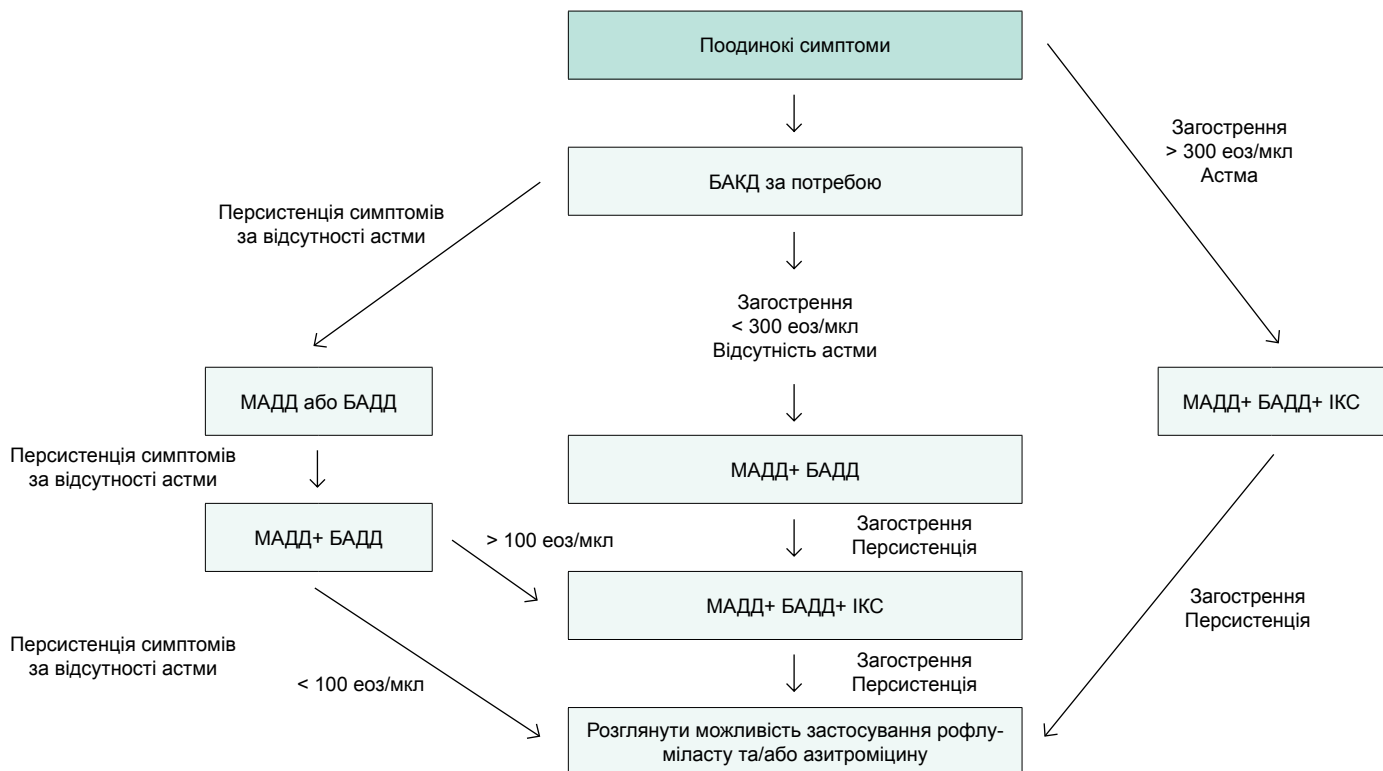 Поодинокі симптоми
Загострення
> 300 еоз/мкл
Астма
БАКД за потребою
Персистенція симптомів
за відсутності астми
Загострення
< 300 еоз/мкл
Відсутність астми
МАДД або БАДД
МАДД+ БАДД+ ІКС
Персистенція симптомів
за відсутності астми
МАДД+ БАДД
МАДД+ БАДД
> 100 еоз/мкл
Загострення
Персистенція
МАДД+ БАДД+ ІКС
Загострення
Персистенція
Персистенція симптомів
за відсутності астми
< 100 еоз/мкл
Загострення
Персистенція
Розглянути можливість застосування рофлу-
міласту та/або азитроміцину